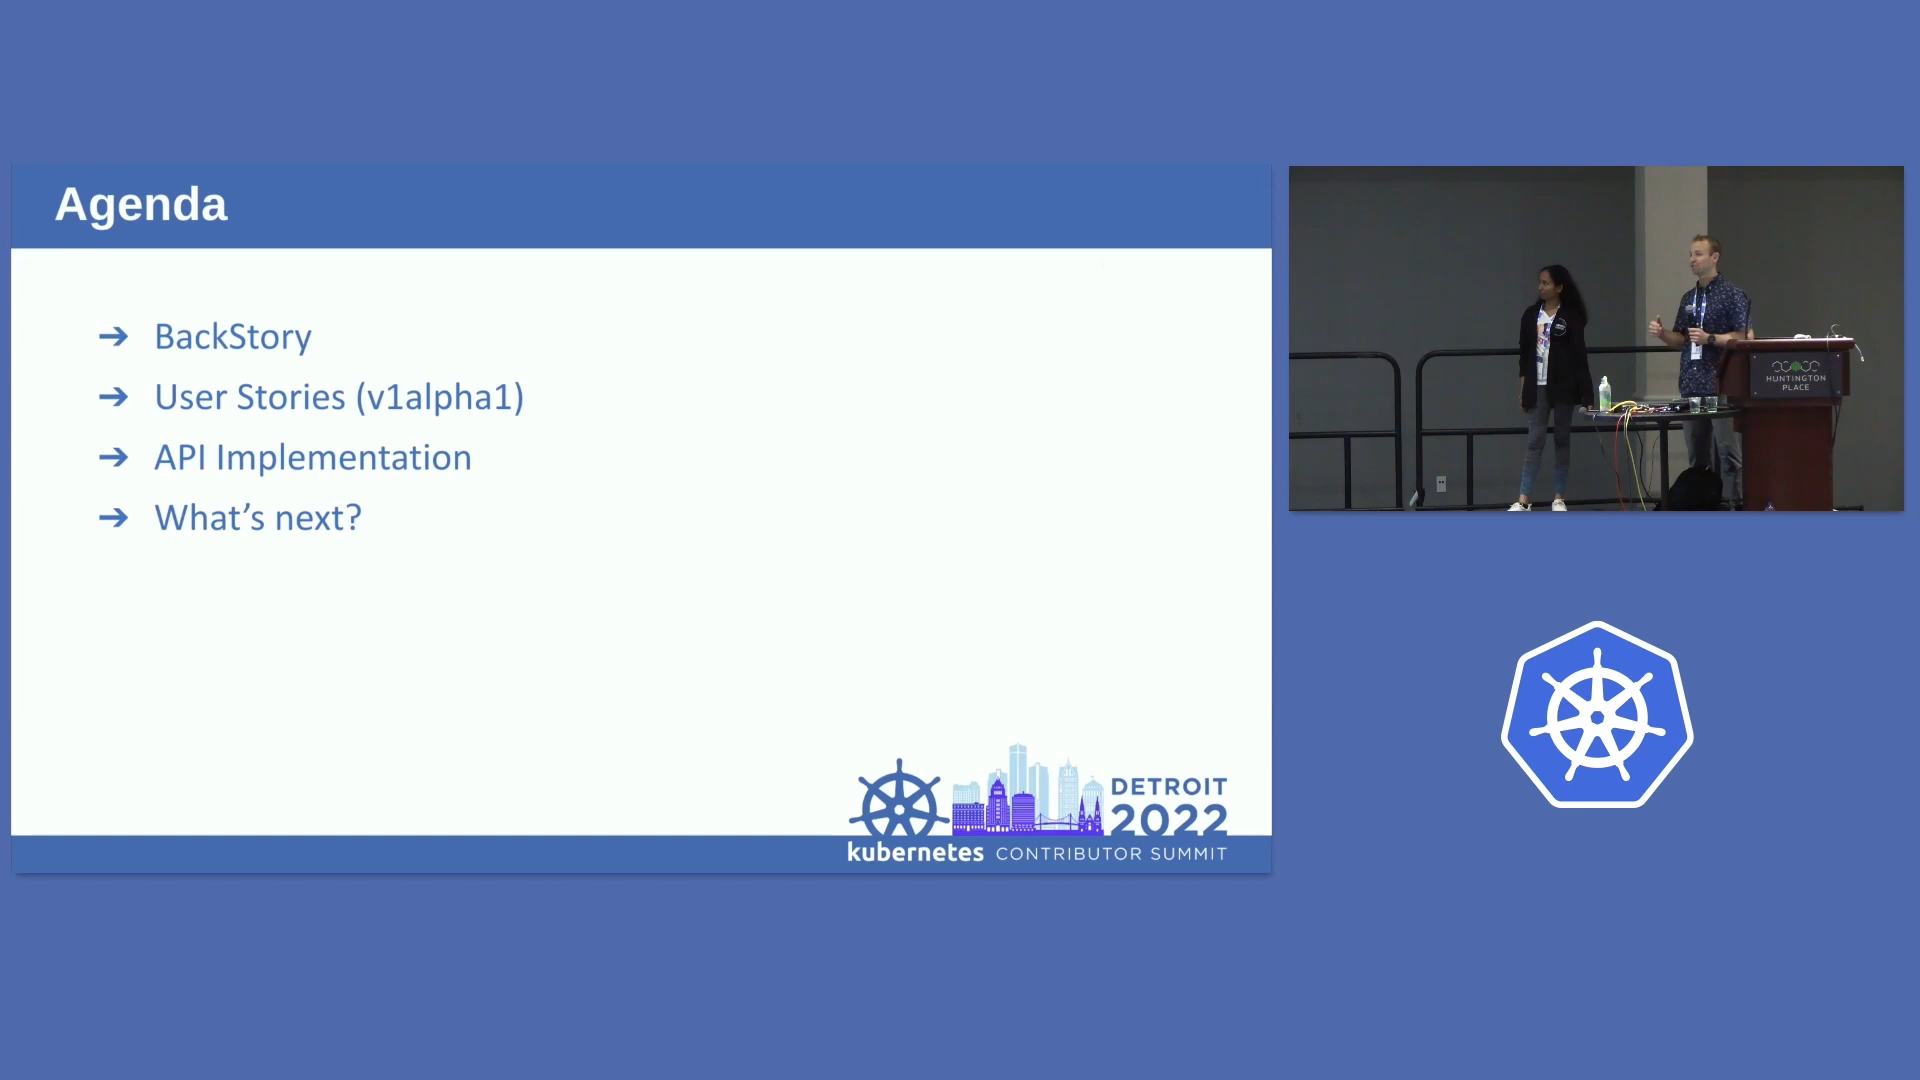 Agenda
➔ BackStory
➔ User Stories (v1alpha1)
➔ API Implementation
➔ What’s next?
DETROIT
2022
kubernetes CONTRIBUTOR SUMMIT
HUNTINGTON
PLACE